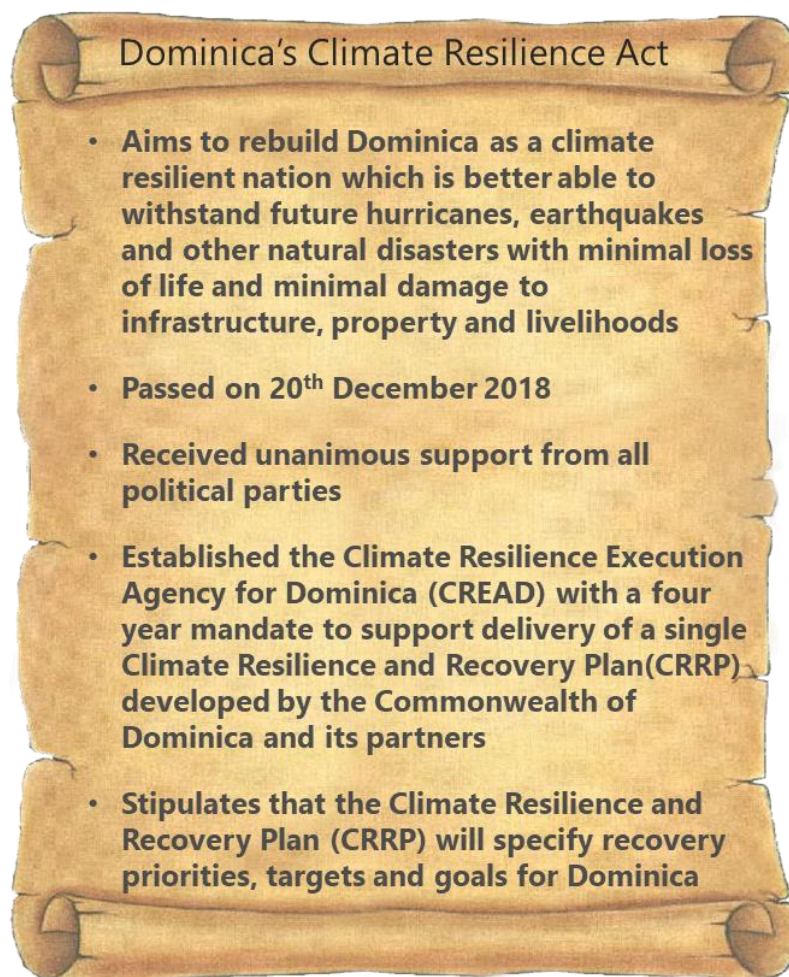 Dominica's Climate Resilience Act
• Aims to rebuild Dominica as a climate
resilient nation which is better able to
withstand future hurricanes, earthquakes
and other natural disasters with minimal loss
of life and minimal damage to
infrastructure, property and livelihoods
• Passed on 20th December 2018
• Received unanimous support from all
political parties
• Established the Climate Resilience Execution
Agency for Dominica (CREAD) with a four
year mandate to support delivery of a single
Climate Resilience and Recovery Plan(CRRP)
developed by the Commonwealth of
Dominica and its partners
• Stipulates that the Climate Resilience and
Recovery Plan (CRRP) will specify recovery
priorities, targets and goals for Dominica